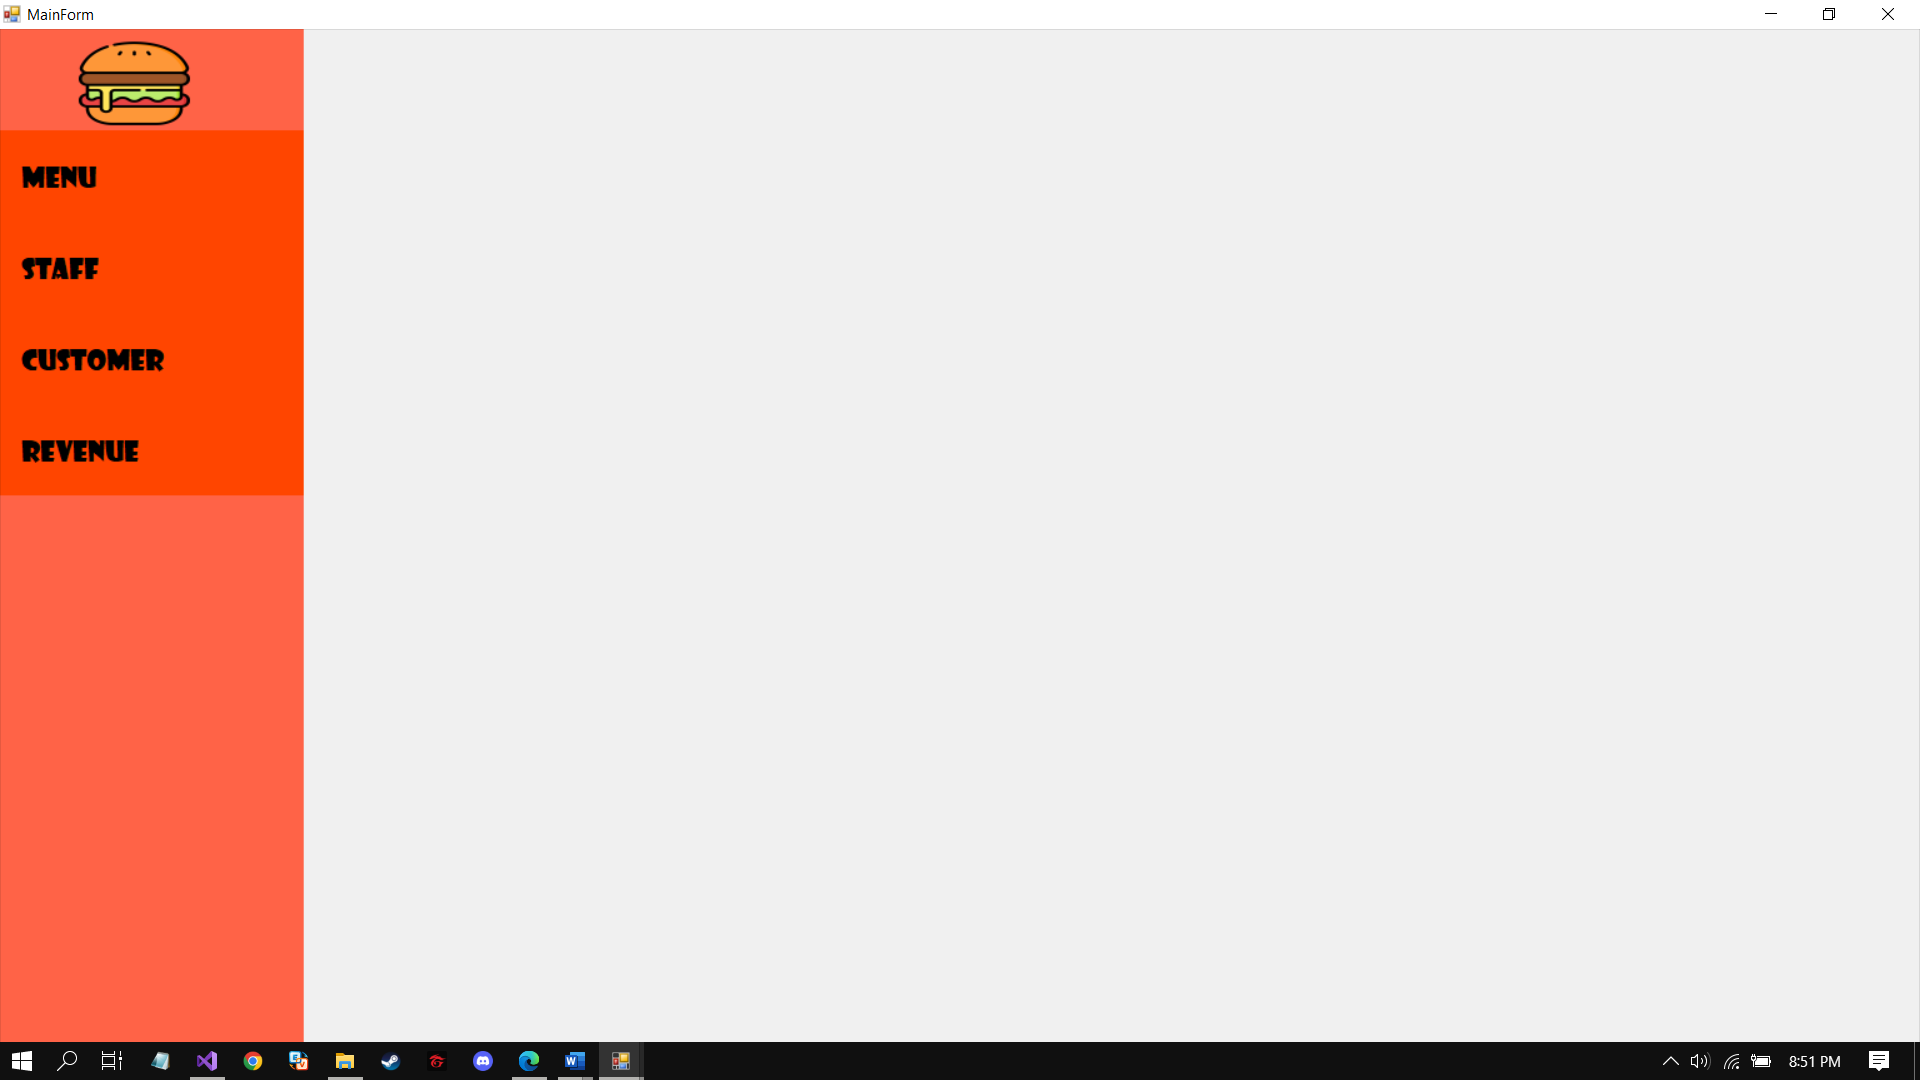 MainForm
MENU
STAFF
CUSTOMER
REVENUE
8:51 PM